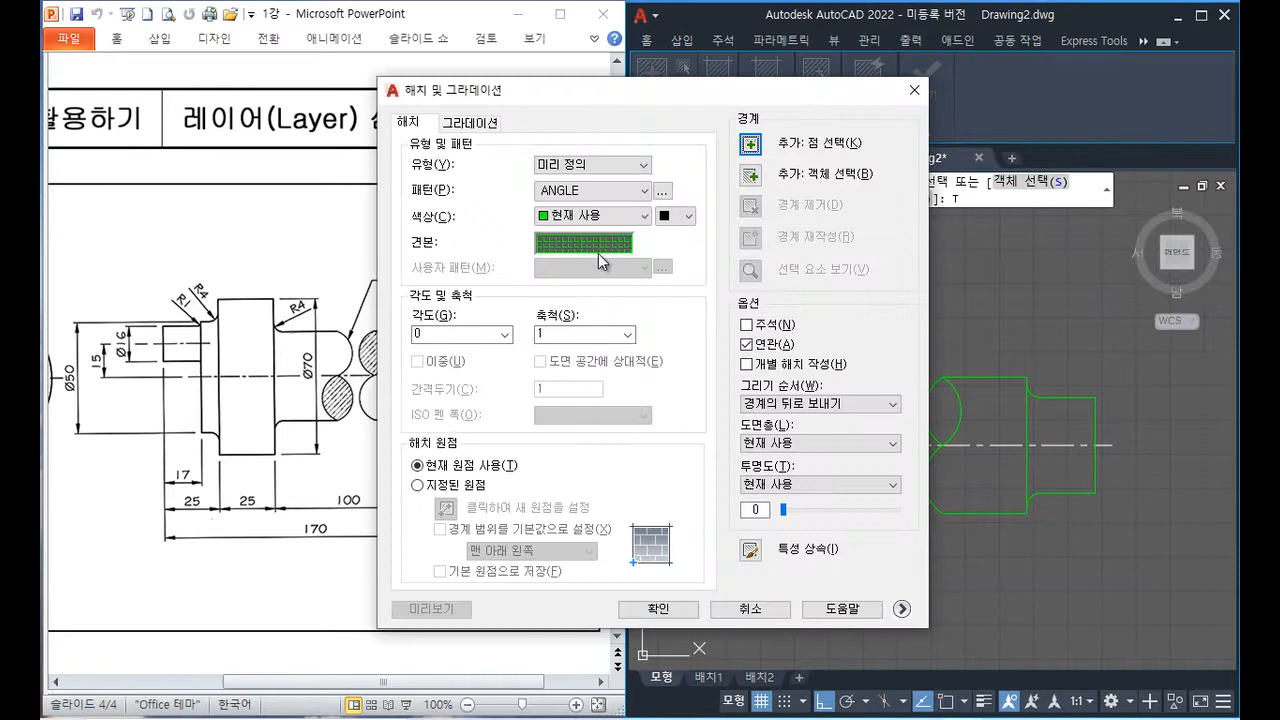 1강 - Microsoft PowerPoint
파일 홈 삽입 디자인 전환 애니메이션 슬라이드 쇼 검토 보기
활용하기
레이어(Layer)
R1
R4
R4
Ø50
Ø16
15
Ø70
17
25
25
100
170
슬라이드 4/4 "Office 테마" 한국어 100%
Autodesk AutoCAD 2022 - 미등록 버전 Drawing2.dwg
홈 삽입 주석 파라메트릭 뷰 관리 출력 애드인 공동 작업 Express Tools
g2*
선택 또는 [객체 선택(S)
)]: T
북
서
평면도
동
남
WCS
X
모형 배치1 배치2
모형 1:1
해치 및 그라데이션
해치 그라데이션
유형 및 패턴
유형(Y): 미리 정의
패턴(P): ANGLE ...
색상(C): 현재 사용
견본:
사용자 패턴(M): ...
각도 및 축척
각도(G): 축척(S):
0 1
이중(U) 도면 공간에 상대적(E)
간격두기(C): 1
ISO 펜 폭(O):
해치 원점
현재 원점 사용(T)
지정된 원점
클릭하여 새 원점을 설정
경계 범위를 기본값으로 설정(X)
맨 아래 왼쪽
기본 원점으로 저장(F)
경계
추가: 점 선택(K)
추가: 객체 선택(B)
경계 제거(D)
경계 재작성(R)
선택 요소 보기(V)
옵션
주석(N)
연관(A)
개별 해치 작성(H)
그리기 순서(W):
경계의 뒤로 보내기
도면층(L):
현재 사용
투명도(T):
현재 사용
0
특성 상속(I)
미리보기 확인 취소 도움말